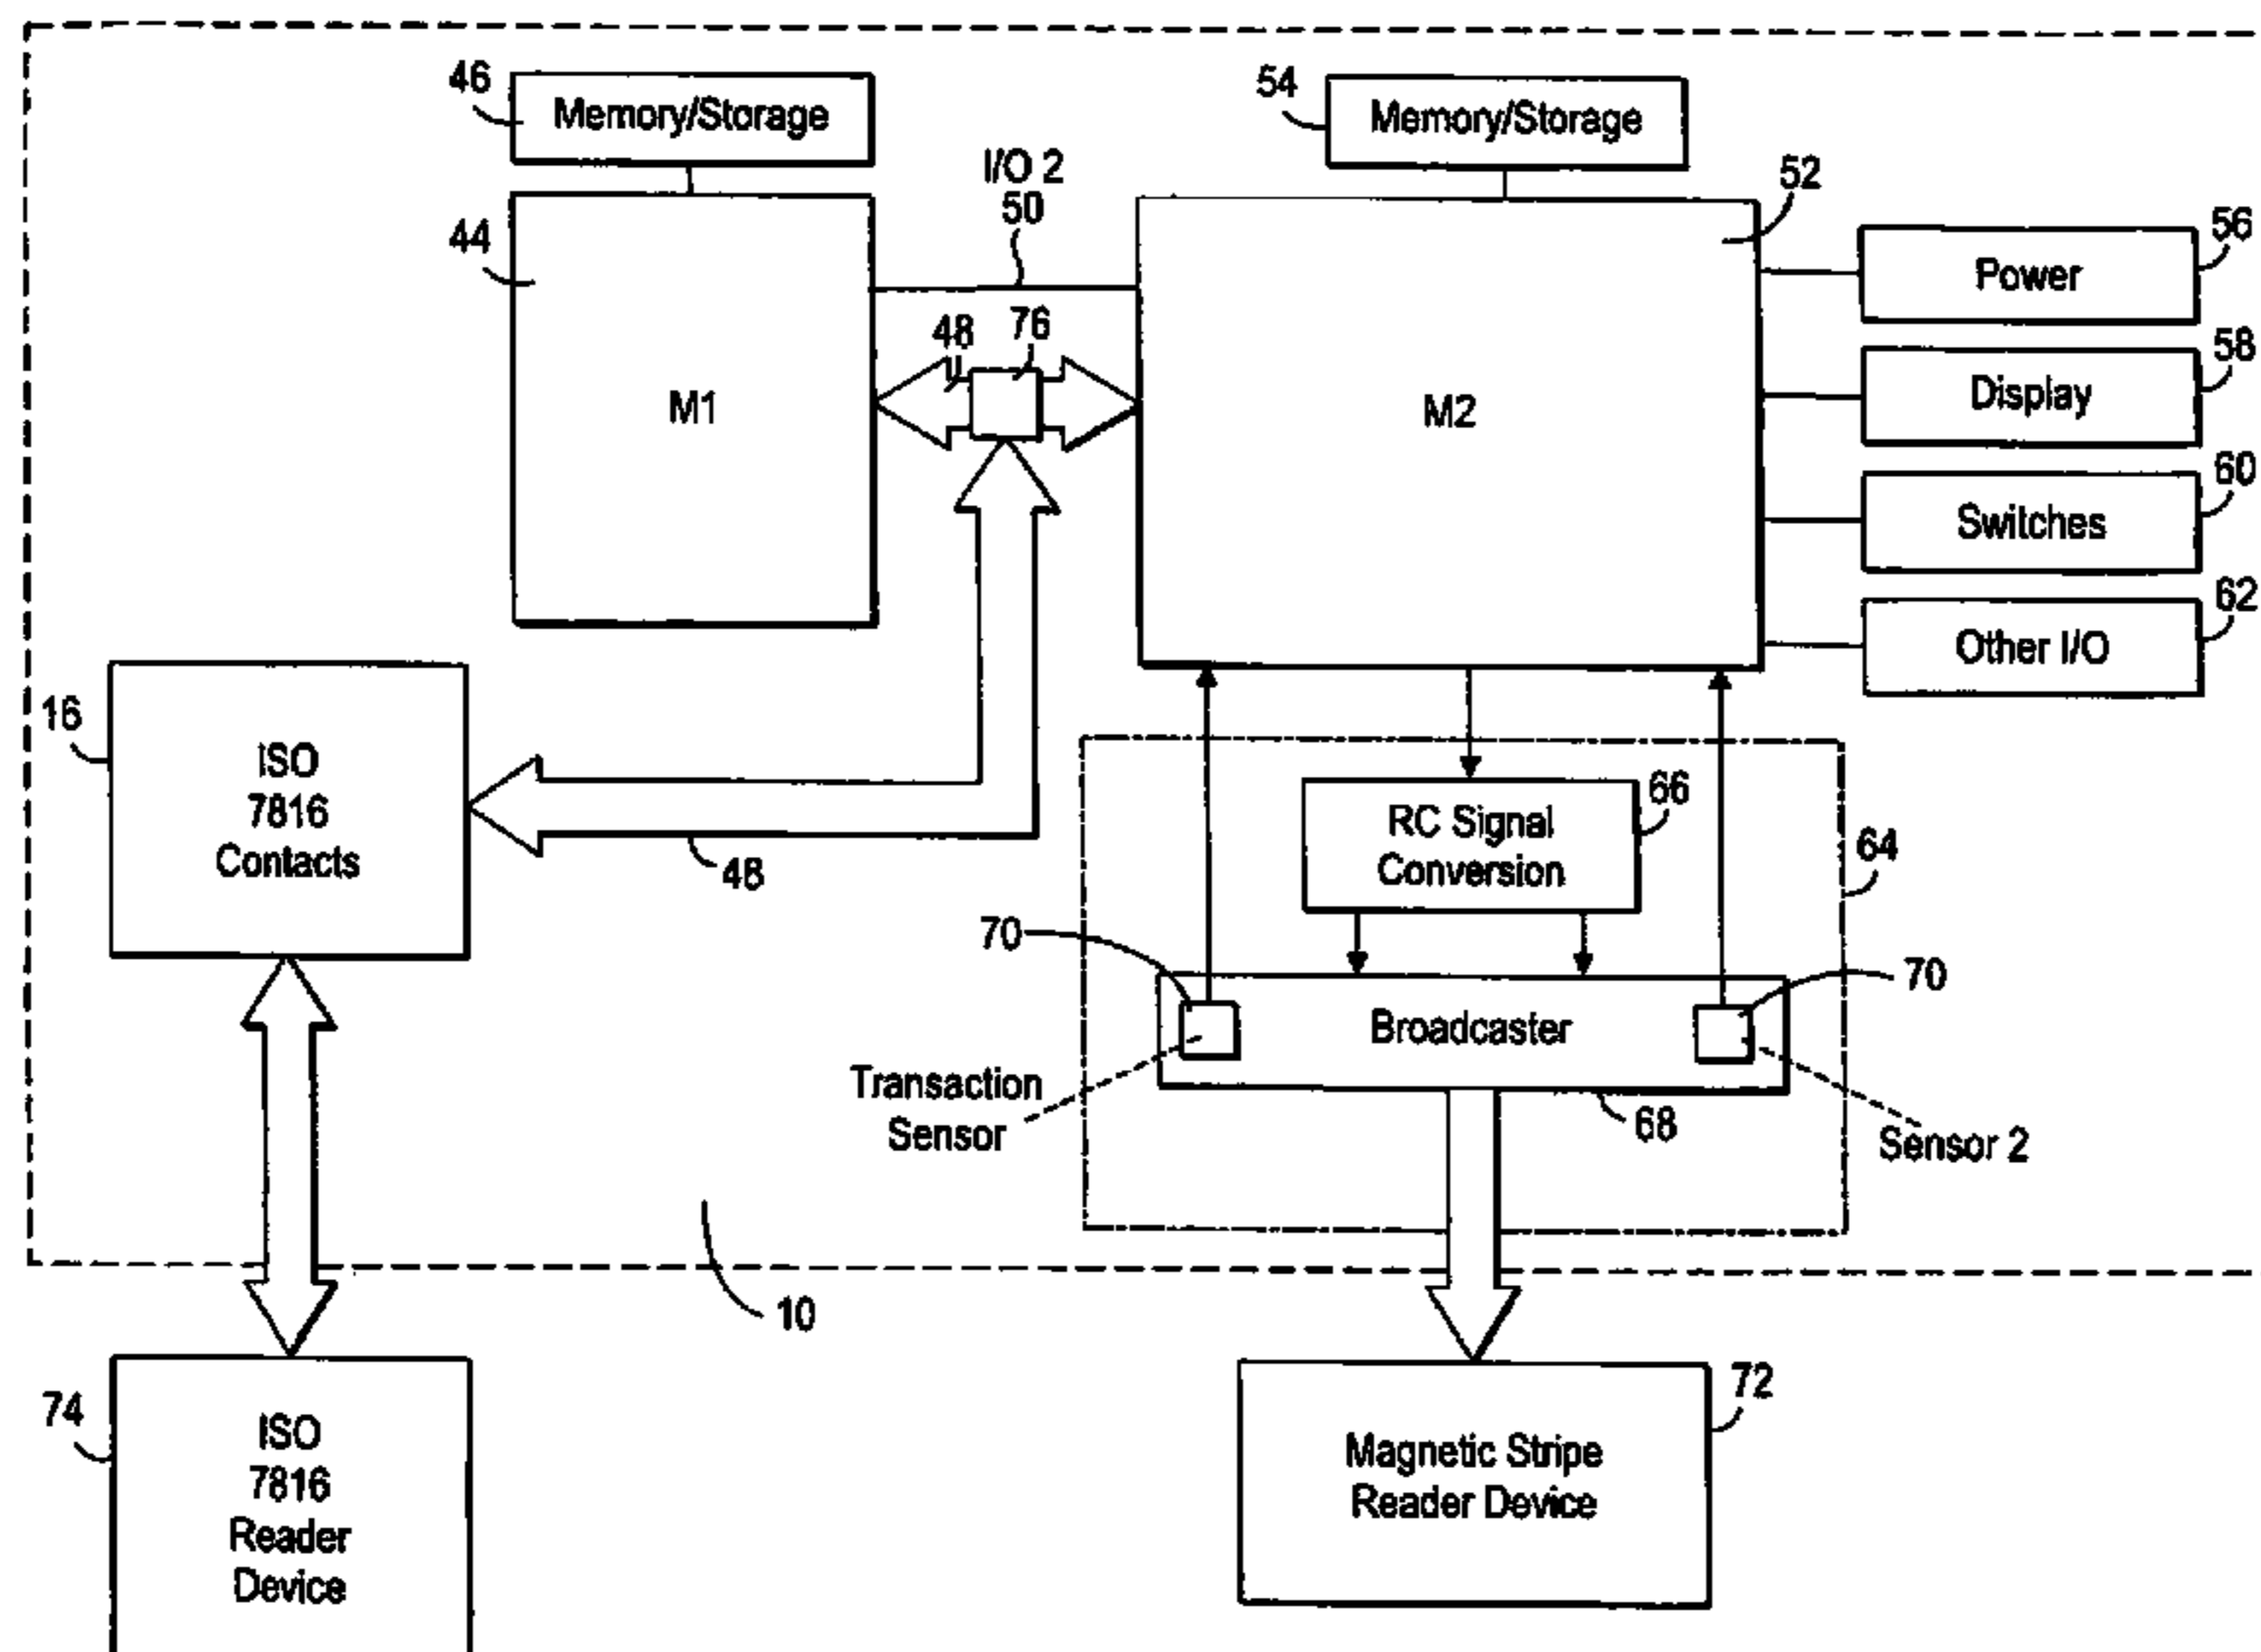 46
Memory/Storage
54
Memory/Storage
I/O 2
50
52
44
56
Power
48
76
58
Display
M1
M2
60
Switches
62
Other I/O
16
ISO
7816
Contacts
48
RC Signal
Conversion
66
64
70
70
Broadcaster
Transaction
Sensor
68
Sensor 2
10
74
ISO
7816
Reader
Device
72
Magnetic Stripe
Reader Device